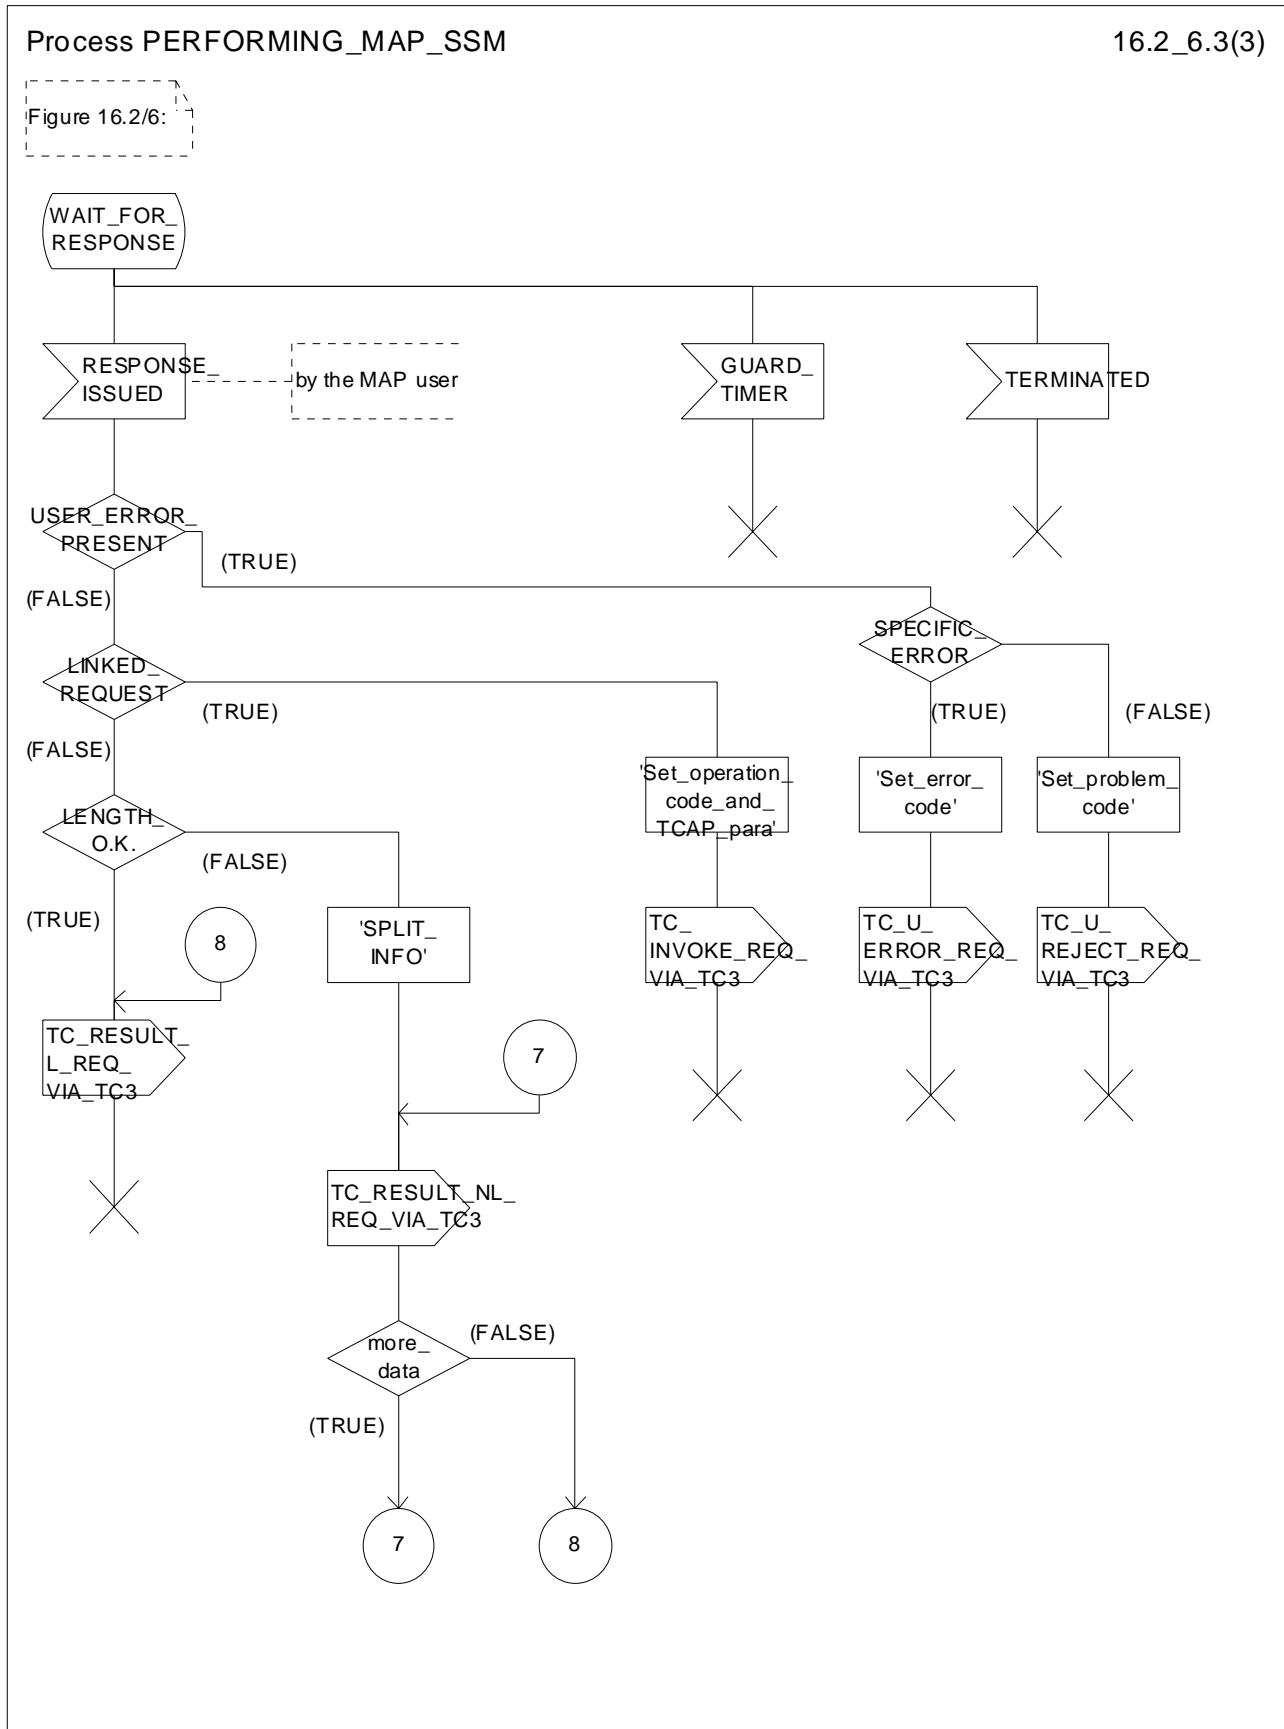 Process PERFORMING_MAP_SSM
16.2_6.3(3)
Figure 16.2/6:
WAIT_FOR_
RESPONSE
RESPONSE_
ISSUED
by the MAP user
GUARD_
TIMER
TERMINATED
USER_ERROR_
PRESENT
(TRUE)
(FALSE)
SPECIFIC_
ERROR
LINKED_
REQUEST
(TRUE)
(TRUE)
(FALSE)
(FALSE)
'Set_operation_
code_and_
TCAP_para'
'Set_error_
code'
'Set_problem_
code'
LENGTH_
O.K.
(FALSE)
(TRUE)
8
'SPLIT_
INFO'
TC_
INVOKE_REQ_
VIA_TC3
TC_U_
ERROR_REQ_
VIA_TC3
TC_U_
REJECT_REQ_
VIA_TC3
TC_RESULT_
L_REQ_
VIA_TC3
7
TC_RESULT_NL_
REQ_VIA_TC3
more_
data
(FALSE)
(TRUE)
7
8